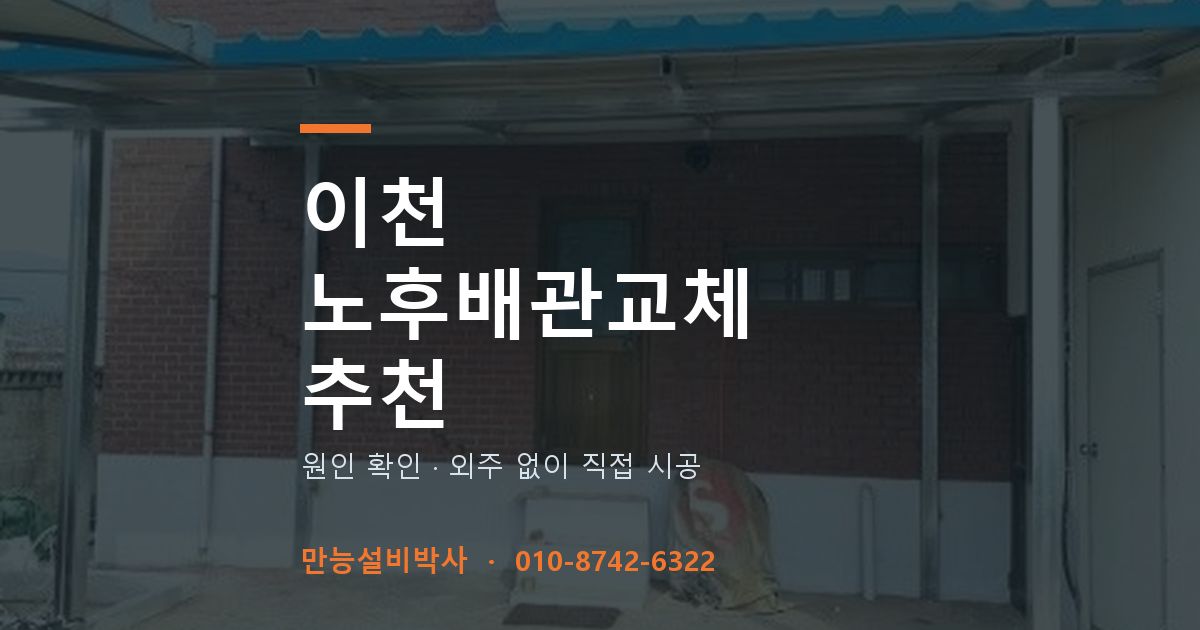 이천
노후배관교체
추천
원인 확인 · 외주 없이 직접 시공
만능설비박사 · 010-8742-6322
S